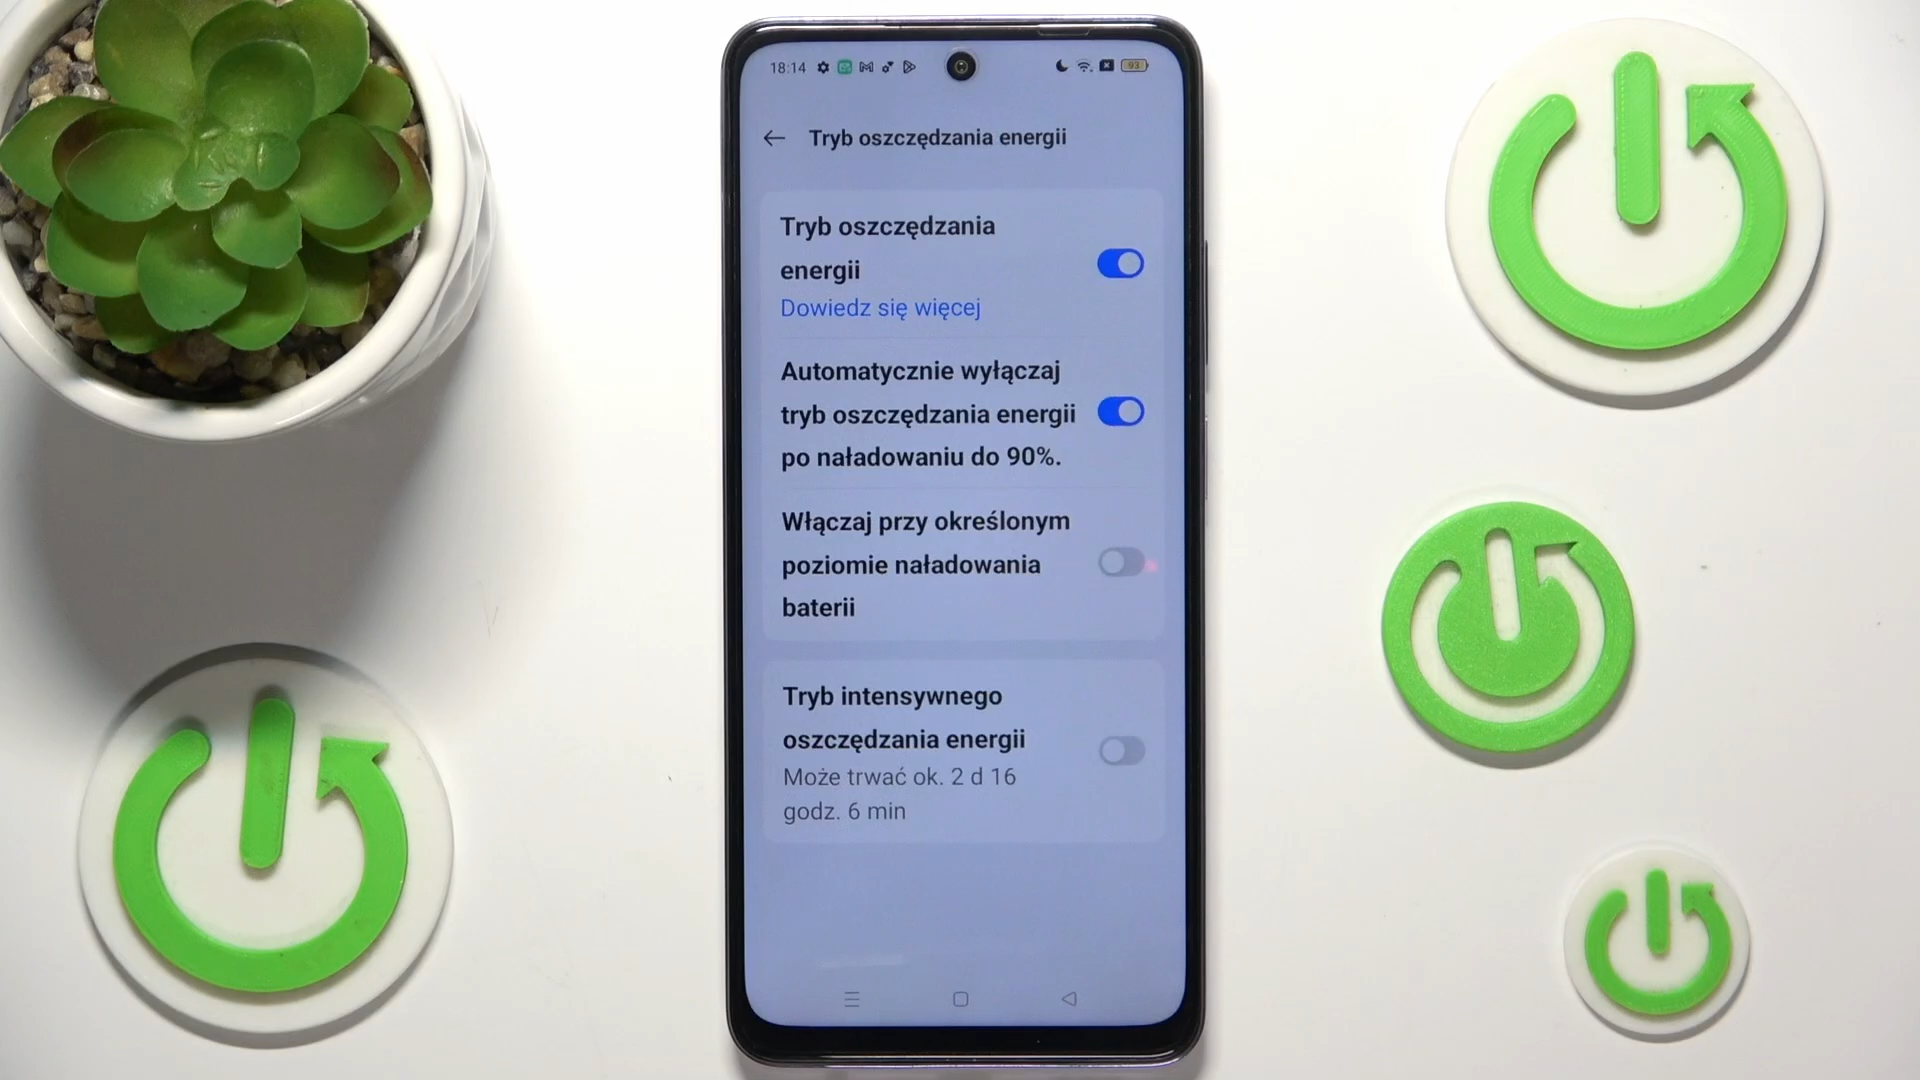 18:14
93
Tryb oszczędzania energii
Tryb oszczędzania
energii
Dowiedz się więcej
Automatycznie wyłączaj
tryb oszczędzania energii
po naładowaniu do 90%.
Włączaj przy określonym
poziomie naładowania
baterii
Tryb intensywnego
oszczędzania energii
Może trwać ok. 2 d 16
godz. 6 min